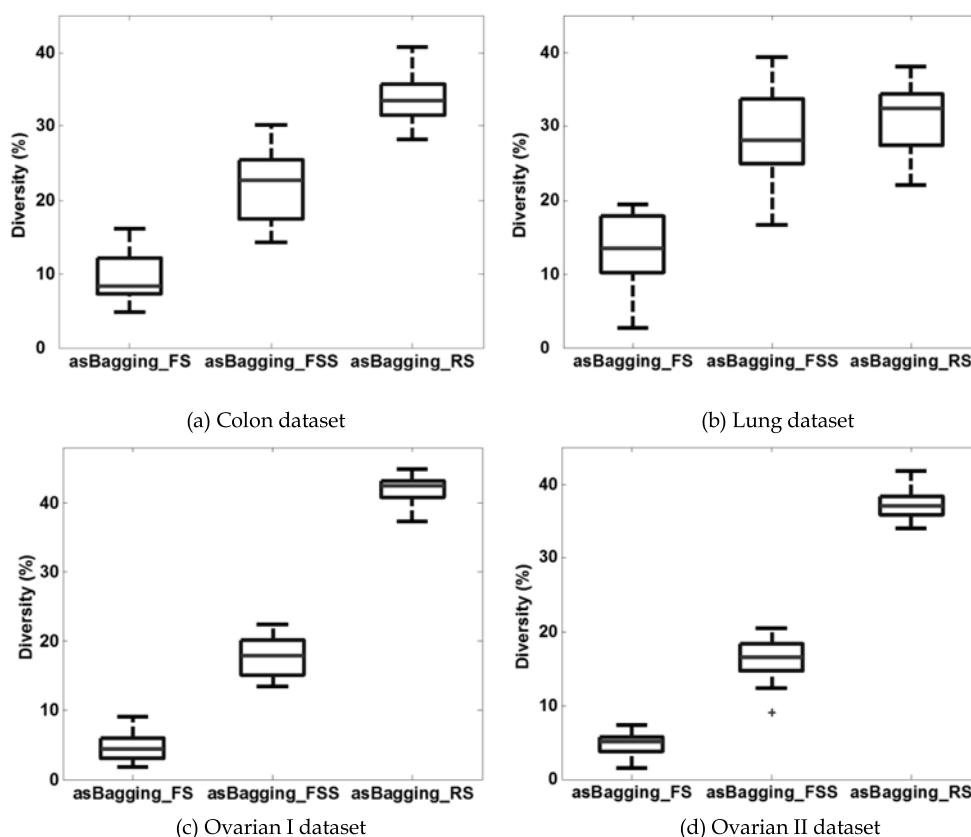 40
30
20
10
0
Diversity (%)
asBagging_FS asBagging_FSS asBagging_RS
(a) Colon dataset
40
30
20
10
0
Diversity (%)
asBagging_FS asBagging_FSS asBagging_RS
(b) Lung dataset
40
30
20
10
0
Diversity (%)
asBagging_FS asBagging_FSS asBagging_RS
(c) Ovarian I dataset
40
30
20
10
0
Diversity (%)
asBagging_FS asBagging_FSS asBagging_RS
(d) Ovarian II dataset